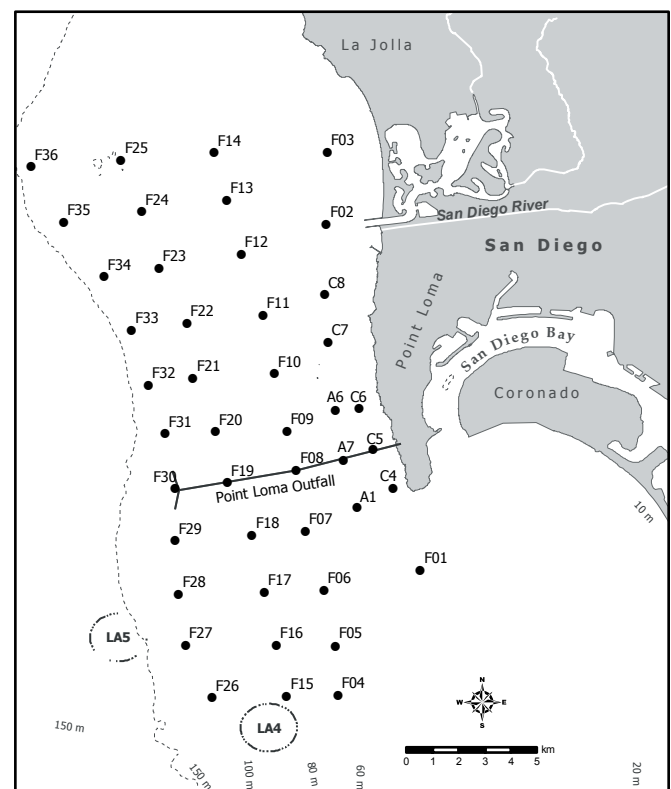 La Jolla
F14
F03
F25
F36
F13
F24
F35
F02
San Diego River
San Diego
F12
F23
F34
C8
F11
F22
F33
C7
Point Loma
San Diego Bay
F10
F21
F32
Coronado
A6 C6
F31
F20
F09
C5
A7
F08
F19
F30
Point Loma Outfall
C4
A1
10 m
F18
F07
F29
F01
F28
F17
F06
LA5
F27
F16
F05
F26
F15
F04
LA4
N
W
E
S
150 m
km
0 1 2 3 4 5
150 m
100 m
80 m
60 m
20 m